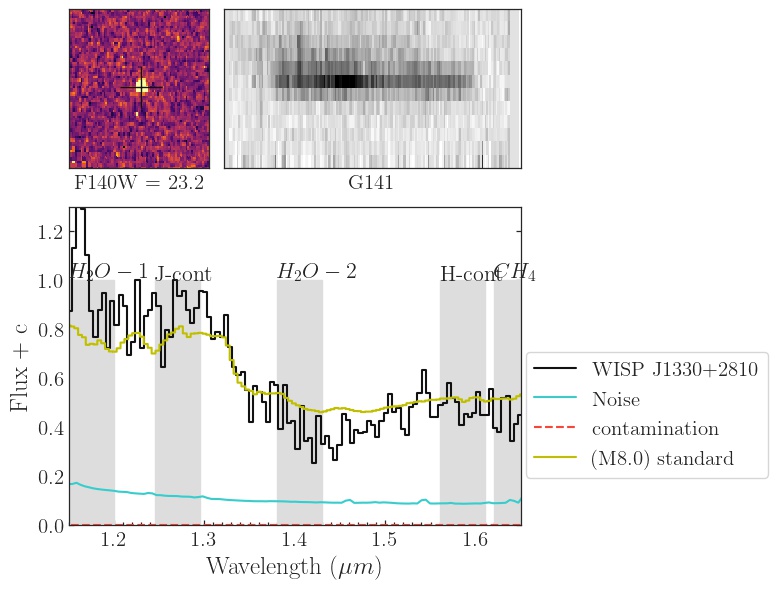 F140W = 23.2
G141
H₂O − 1
J-cont
H₂O − 2
H-cont
CH₄
1.2
1.0
0.8
0.6
0.4
0.2
0.0
Flux + c
1.2
1.3
1.4
1.5
1.6
Wavelength (μm)
WISP J1330+2810
Noise
contamination
(M8.0) standard